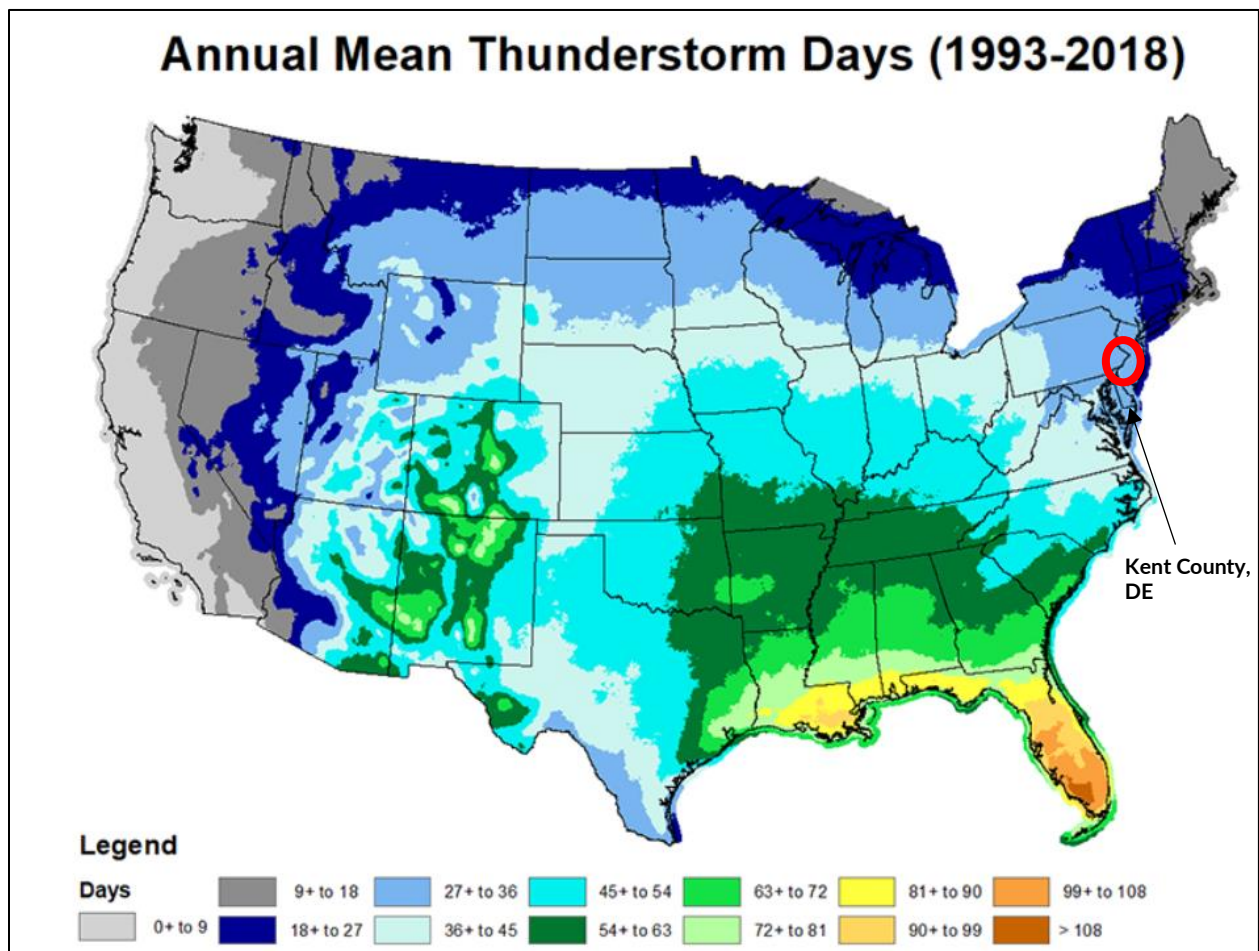 Annual Mean Thunderstorm Days (1993-2018)
Kent County,
DE
Legend
Days
9+ to 18
27+ to 36
45+ to 54
63+ to 72
81+ to 90
99+ to 108
0+ to 9
18+ to 27
36+ to 45
54+ to 63
72+ to 81
90+ to 99
> 108